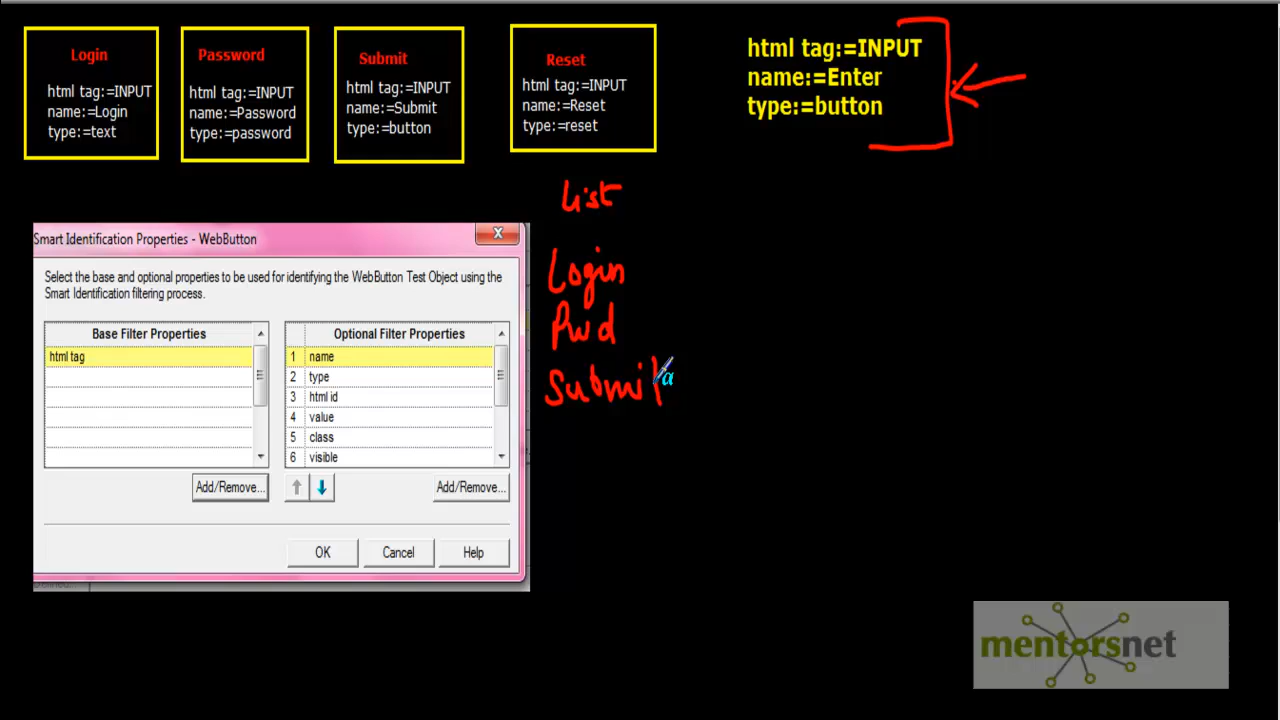 Login
html tag:=INPUT
name:=Login
type:=text
Password
html tag:=INPUT
name:=Password
type:=password
Submit
html tag:=INPUT
name:=Submit
type:=button
Reset
html tag:=INPUT
name:=Reset
type:=reset
html tag:=INPUT
name:=Enter
type:=button
List
Login
Pwd
Submit
a
Smart Identification Properties - WebButton
X
Select the base and optional properties to be used for identifying the WebButton Test Object using the
Smart Identification filtering process.
Base Filter Properties
html tag
Add/Remove...
Optional Filter Properties
1 name
2 type
3 html id
4 value
5 class
6 visible
Add/Remove...
OK Cancel Help
mentorsnet